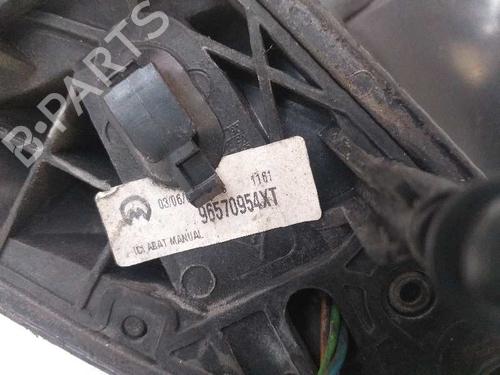 B-PARTS
03/06/ 1161
96570954XT
ABAT MANUAL